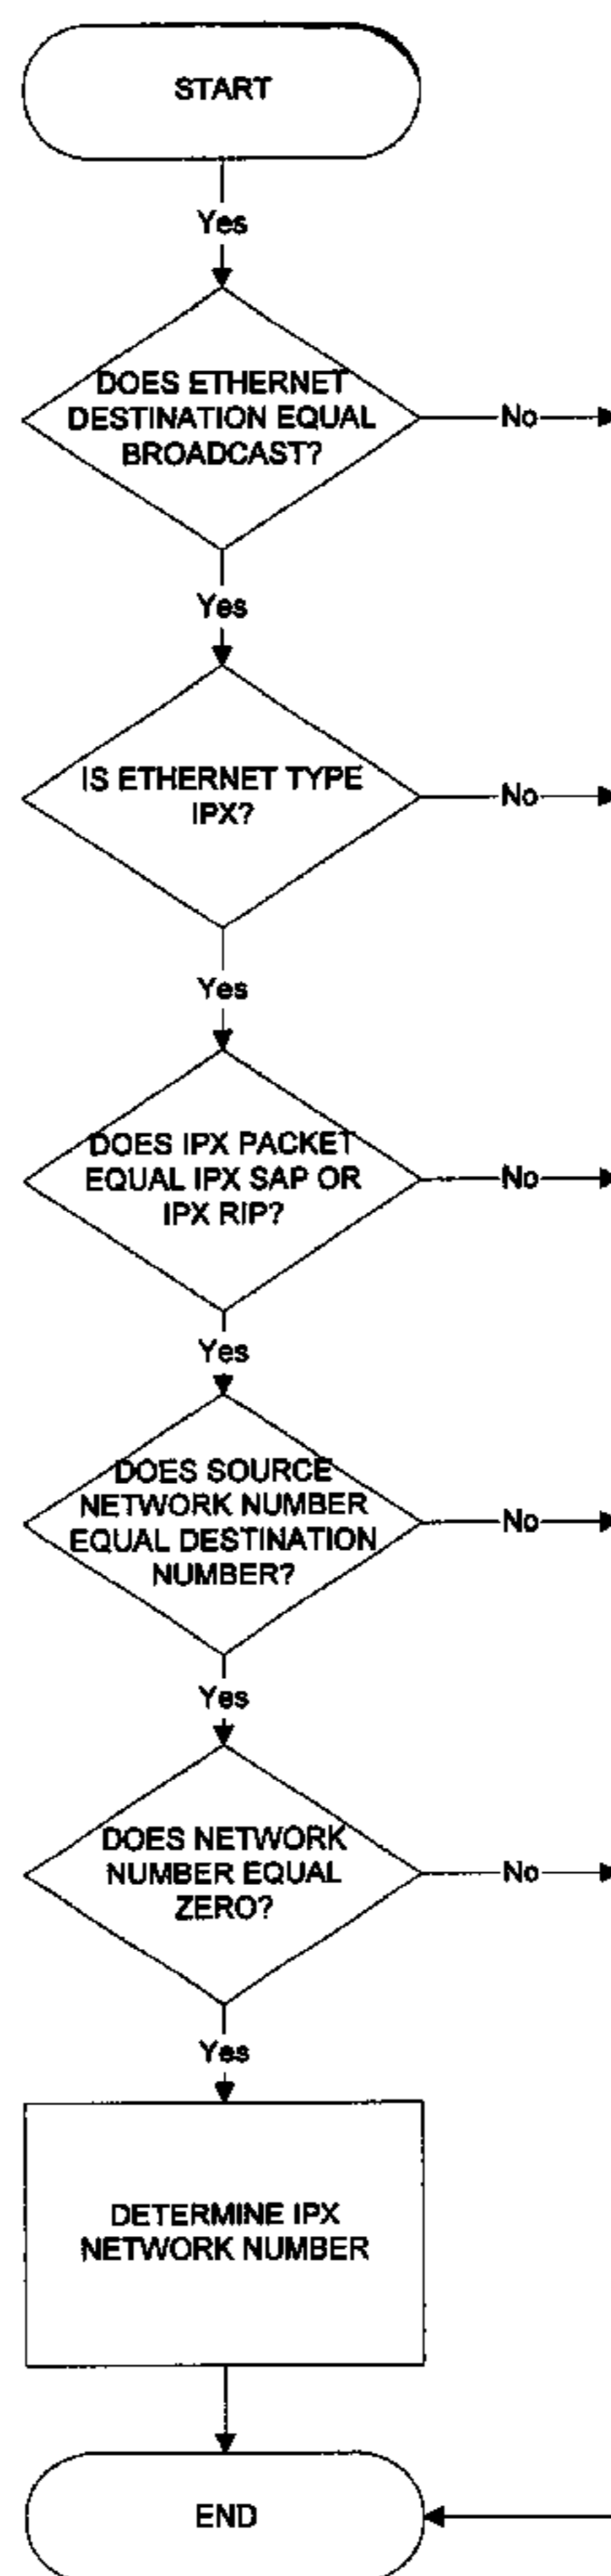 START
Yes
DOES ETHERNET
DESTINATION EQUAL
BROADCAST?
No
Yes
IS ETHERNET TYPE
IPX?
No
Yes
DOES IPX PACKET
EQUAL IPX SAP OR
IPX RIP?
No
Yes
DOES SOURCE
NETWORK NUMBER
EQUAL DESTINATION
NUMBER?
No
Yes
DOES NETWORK
NUMBER EQUAL
ZERO?
No
Yes
DETERMINE IPX
NETWORK NUMBER
END